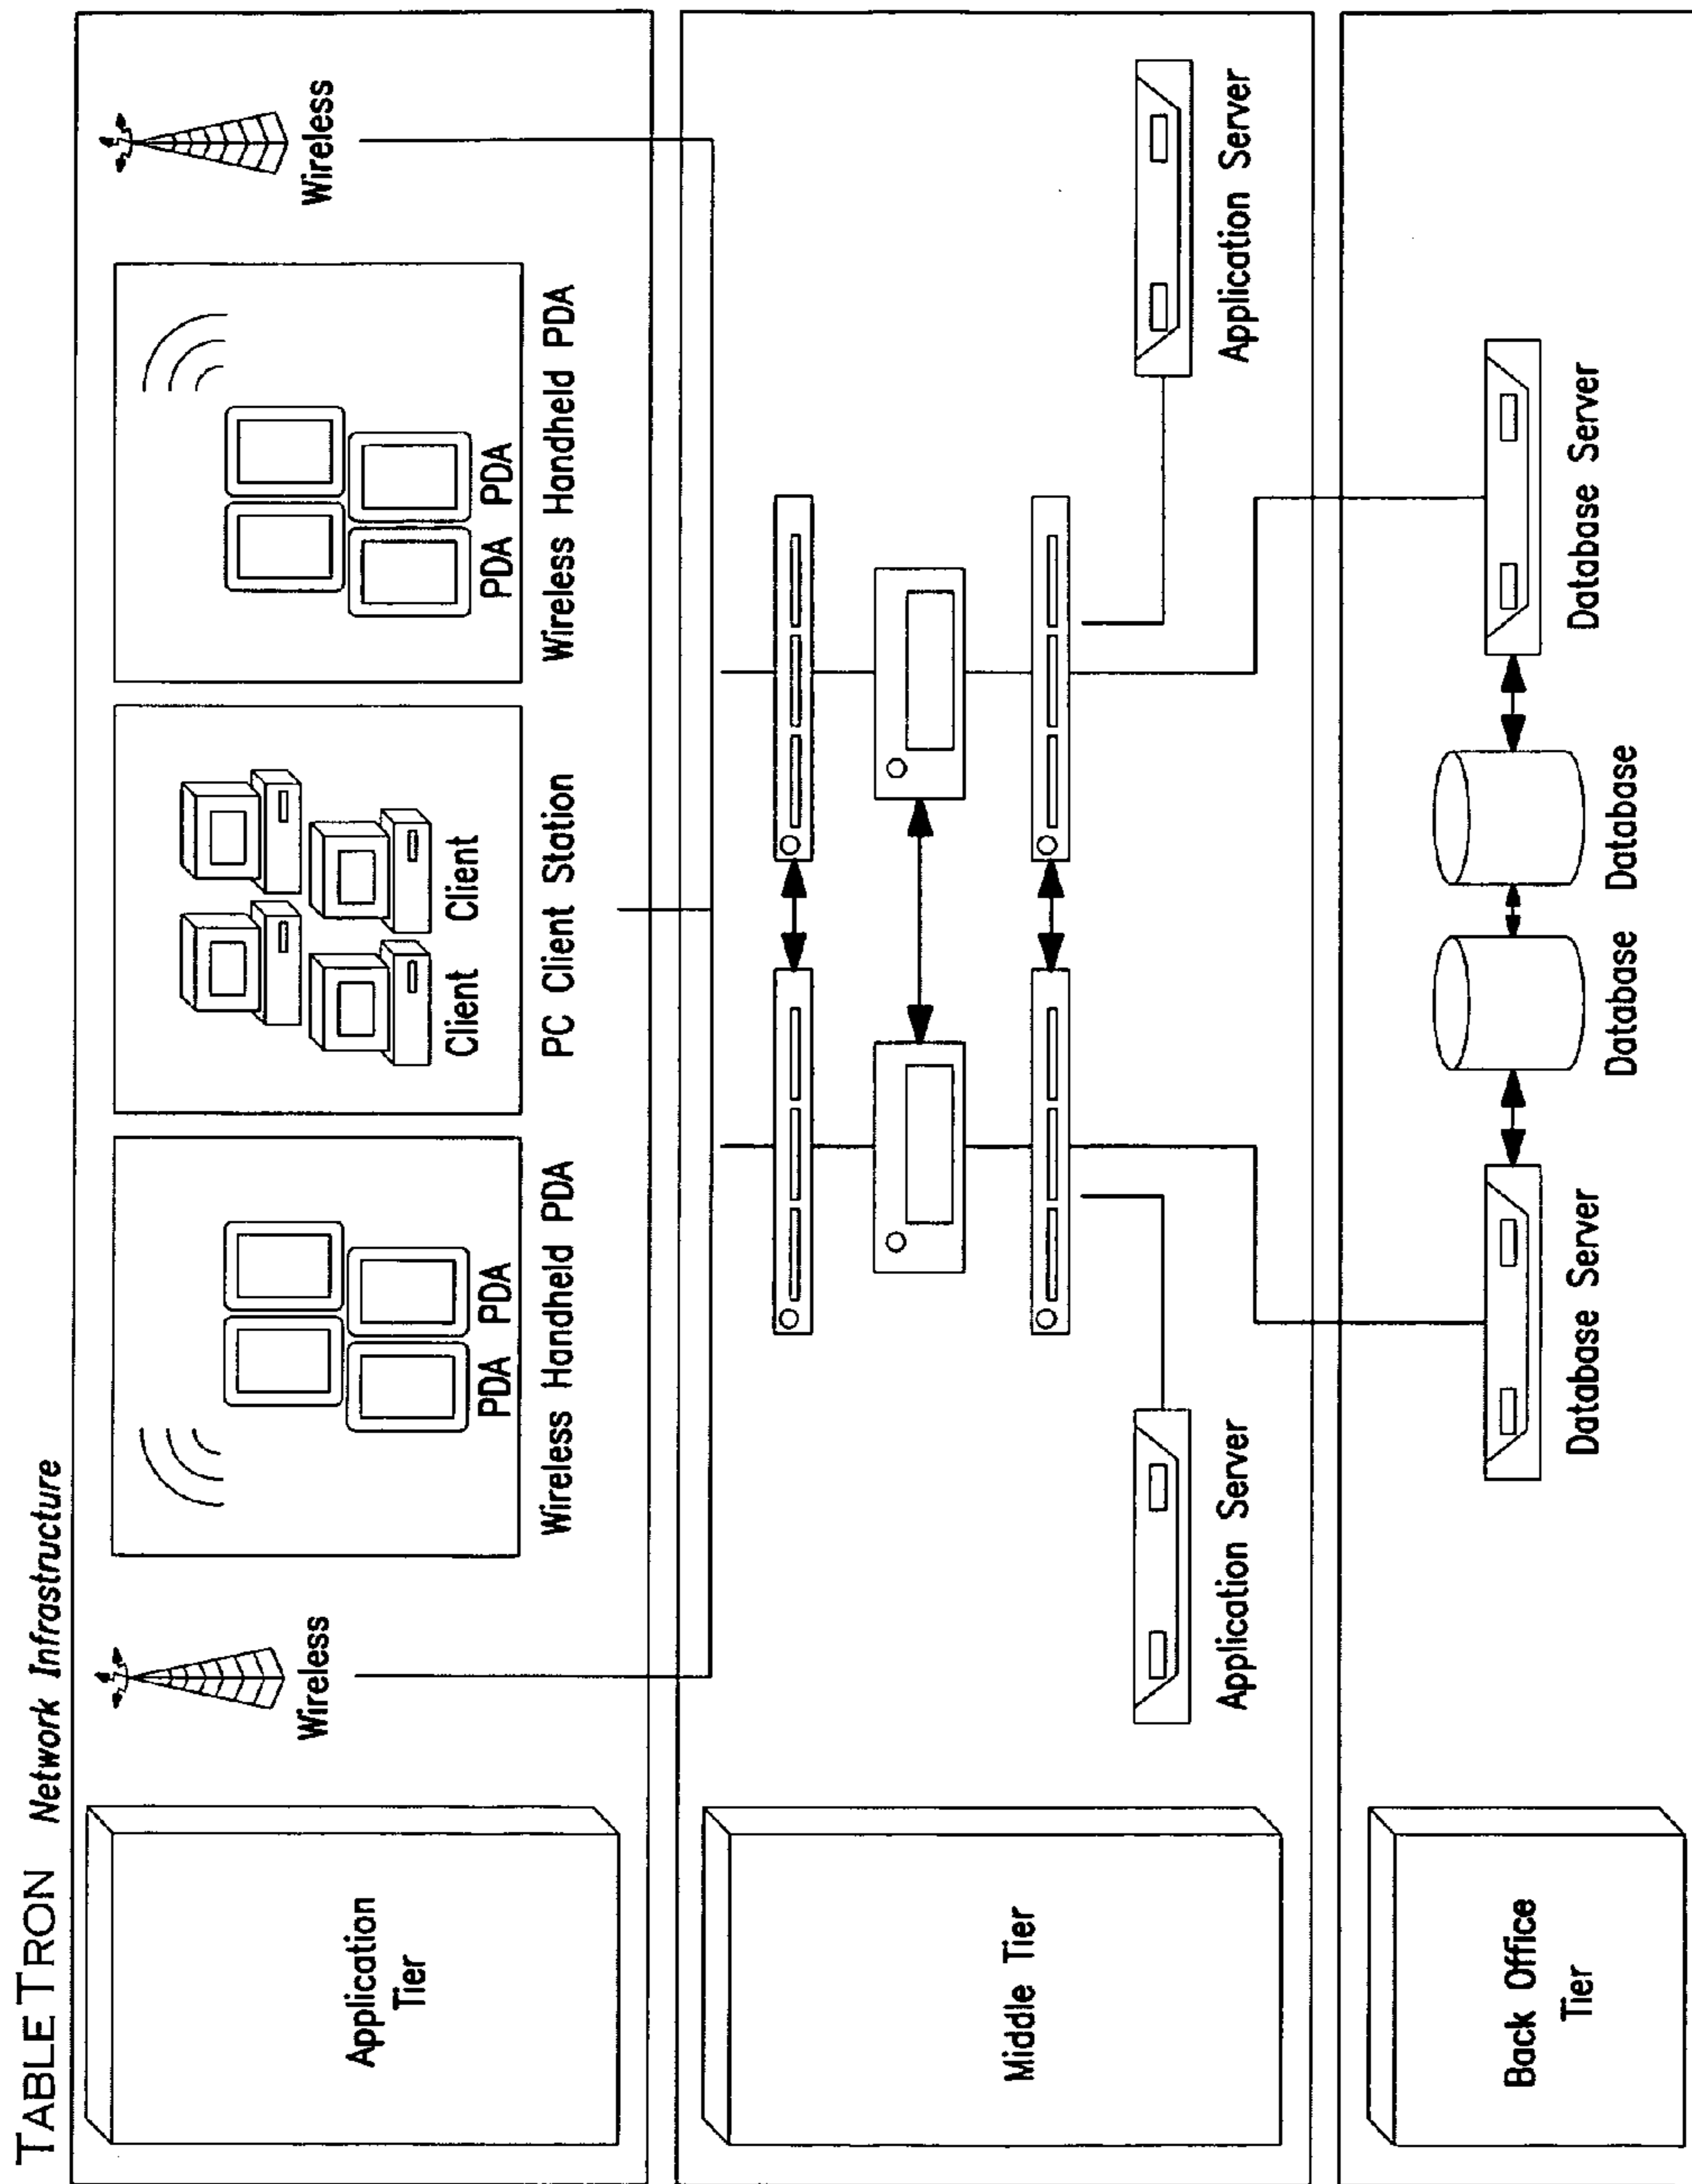 TABLE TRON Network Infrastructure
Application
Tier
Wireless
PDA PDA
Wireless Handheld PDA
Client Client
PC Client Station
PDA PDA
Wireless Handheld PDA
Wireless
Middle Tier
Application Server
Application Server
Back Office
Tier
Database Server
Database Database
Database Server